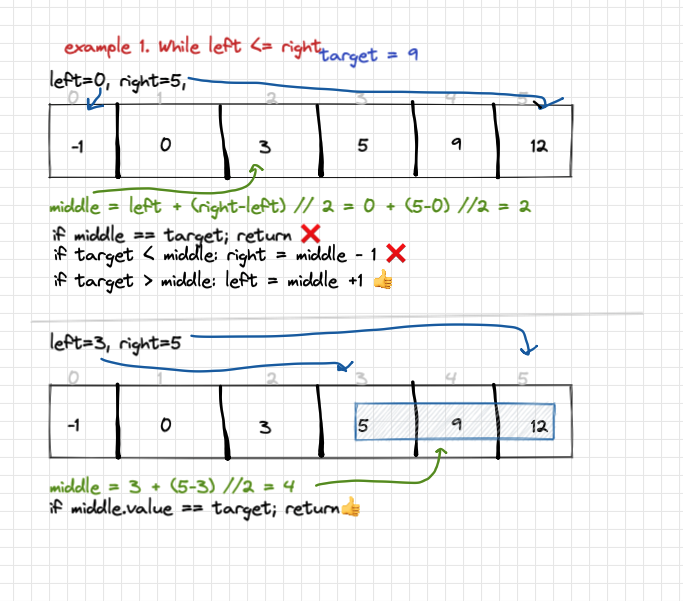 example 1. While left <= right
target = 9
left=0, right=5,
0 1 2 3 4 5
-1 0 3 5 9 12
middle = left + (right-left) // 2 = 0 + (5-0) //2 = 2
if middle == target; return ❌
if target < middle: right = middle - 1 ❌
if target > middle: left = middle +1 👍
left=3, right=5
0 1 2 3 4 5
-1 0 3 5 9 12
middle = 3 + (5-3) //2 = 4
if middle.value == target; return👍